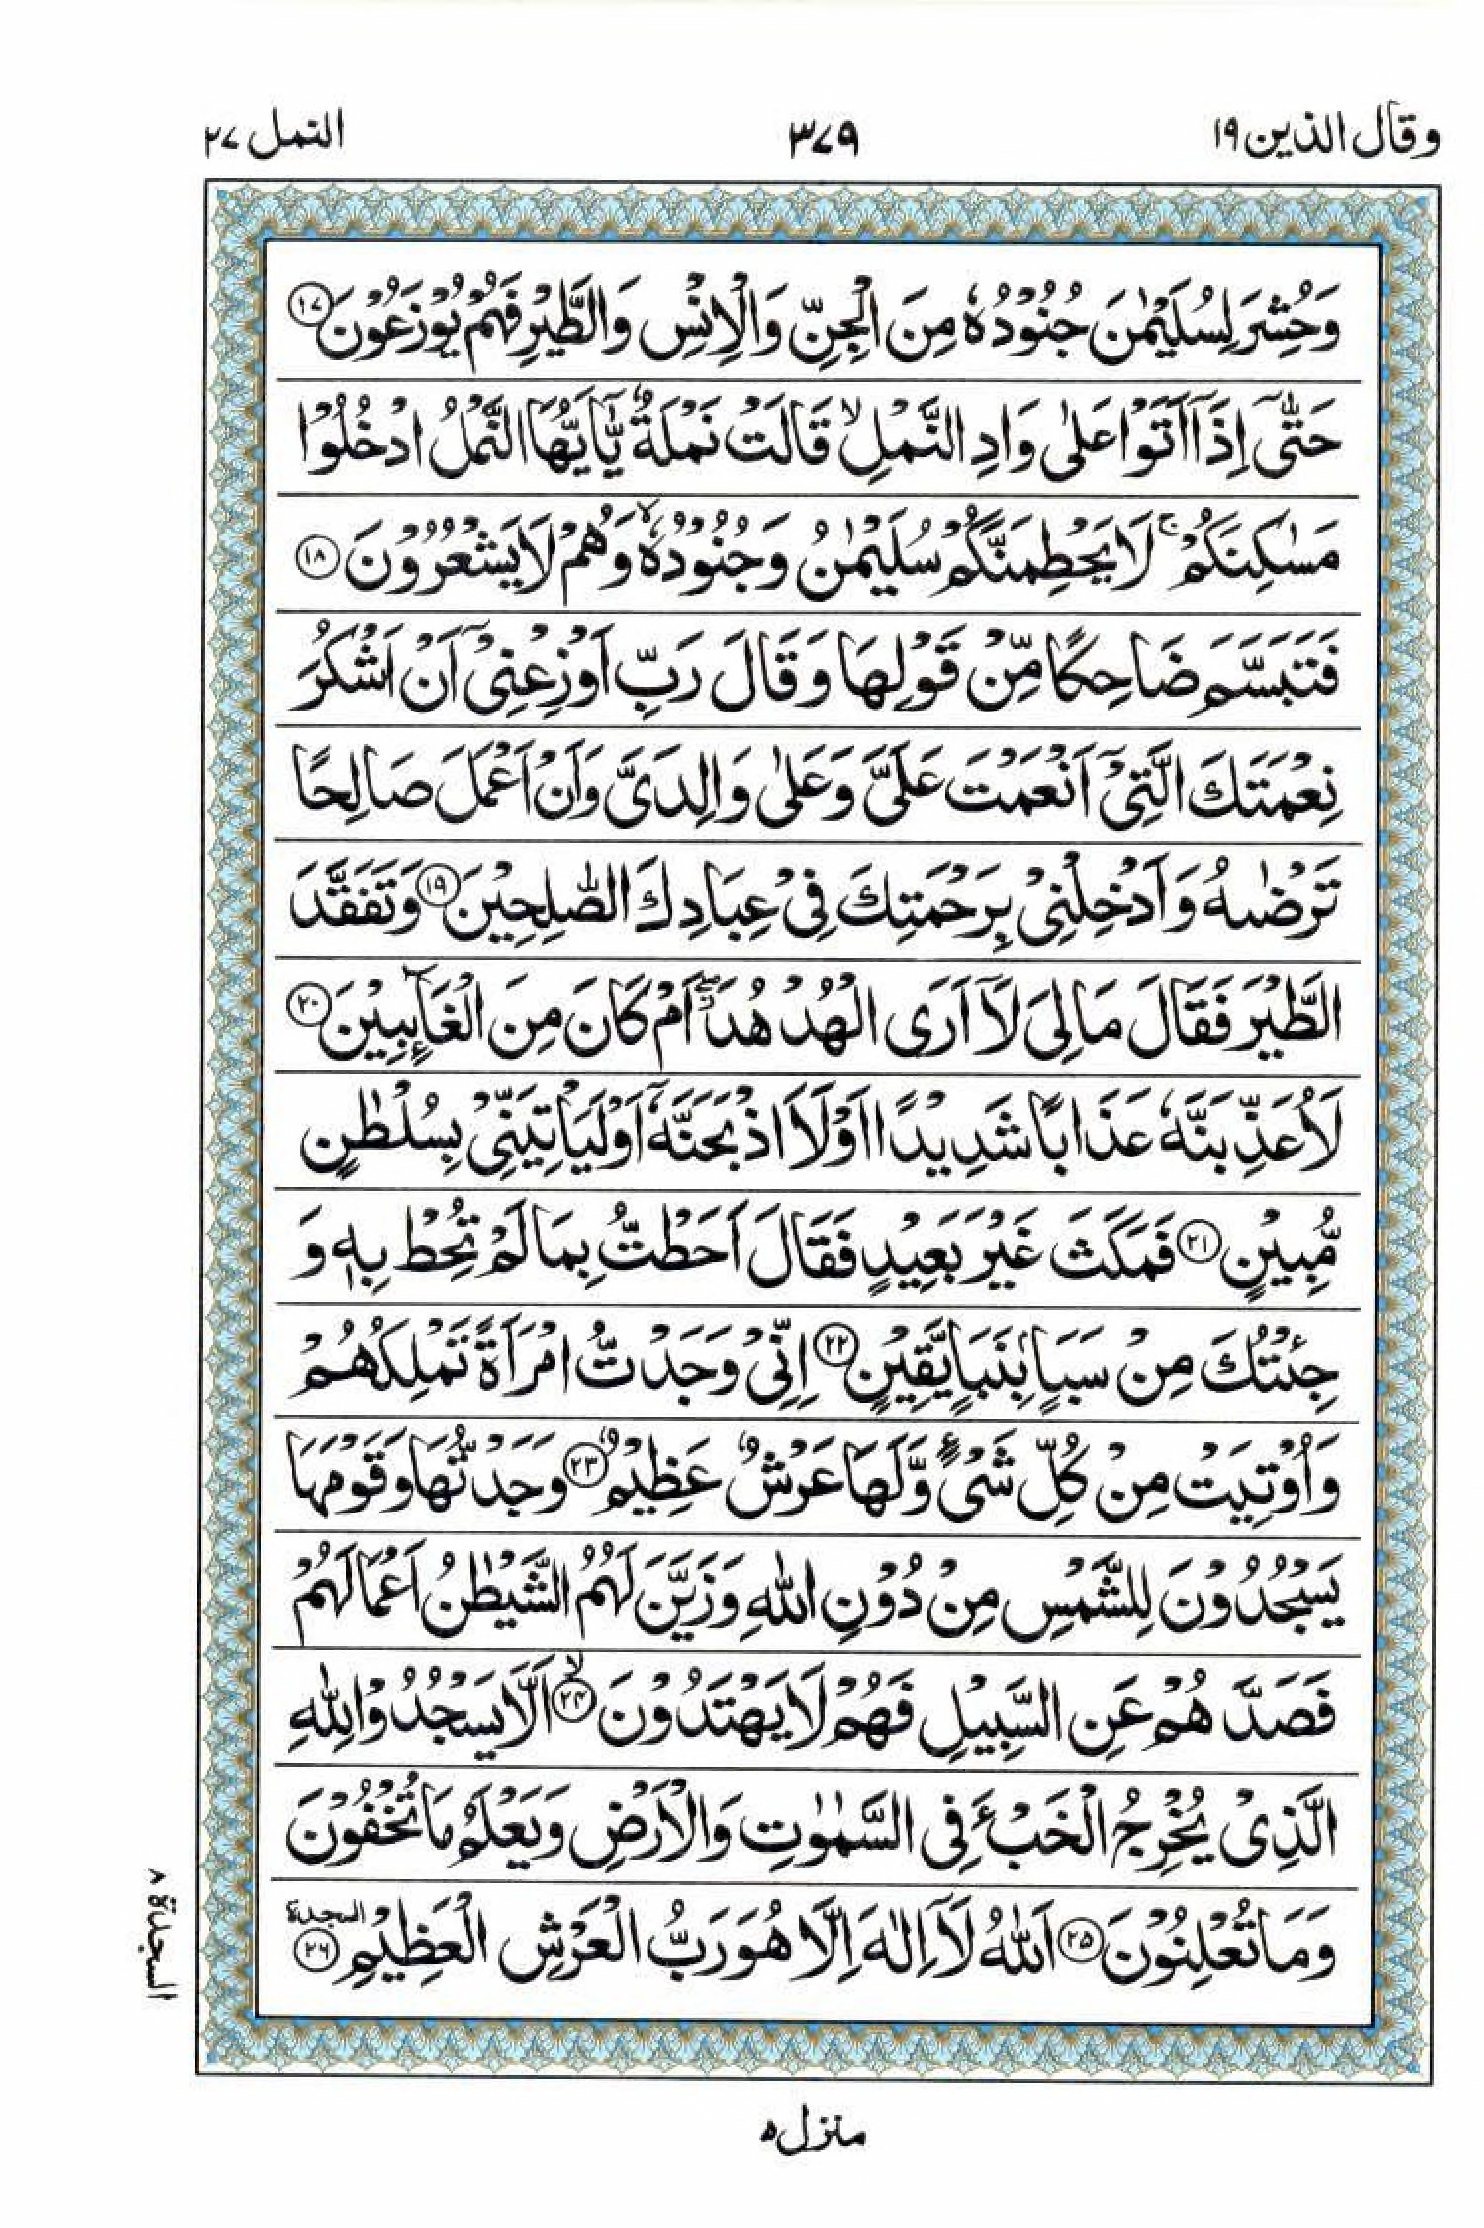 وقال الذين ١٩
٣٧٩
النمل ٢٧
وَحُشِرَ لِسُلَيْمٰنَ جُنُوْدُهٗ مِنَ الْجِنِّ وَالْاِنْسِ وَالطَّيْرِ فَهُمْ يُوْزَعُوْنَ ﴿١٧﴾
حَتّٰۤى اِذَاۤ اَتَوْا عَلٰى وَادِ النَّمْلِ ۙ قَالَتْ نَمْلَةٌ يّٰۤاَيُّهَا النَّمْلُ ادْخُلُوْا
مَسٰكِنَكُمْ ۚ لَا يَحْطِمَنَّكُمْ سُلَيْمٰنُ وَجُنُوْدُهٗ ۙ وَهُمْ لَا يَشْعُرُوْنَ ﴿١٨﴾
فَتَبَسَّمَ ضَاحِكًا مِّنْ قَوْلِهَا وَقَالَ رَبِّ اَوْزِعْنِىْۤ اَنْ اَشْكُرَ
نِعْمَتَكَ الَّتِىْۤ اَنْعَمْتَ عَلَىَّ وَعَلٰى وَالِدَىَّ وَاَنْ اَعْمَلَ صَالِحًا
تَرْضٰىهُ وَاَدْخِلْنِىْ بِرَحْمَتِكَ فِىْ عِبَادِكَ الصّٰلِحِيْنَ ﴿١٩﴾ وَتَفَقَّدَ
الطَّيْرَ فَقَالَ مَا لِىَ لَاۤ اَرَى الْهُدْهُدَ ۖ اَمْ كَانَ مِنَ الْغَآئِبِيْنَ ﴿٢٠﴾
لَاُعَذِّبَنَّهٗ عَذَابًا شَدِيْدًا اَوْ لَاۡاَذْبَحَنَّهٗۤ اَوْ لَيَاْتِيَنِّىْ بِسُلْطٰنٍ
مُّبِيْنٍ ﴿٢١﴾ فَمَكَثَ غَيْرَ بَعِيْدٍ فَقَالَ اَحَطْتُّ بِمَا لَمْ تُحِطْ بِهٖ وَ
جِئْتُكَ مِنْ سَبَاٍۭ بِنَبَاٍ يَّقِيْنٍ ﴿٢٢﴾ اِنِّىْ وَجَدْتُّ امْرَاَةً تَمْلِكُهُمْ
وَاُوْتِيَتْ مِنْ كُلِّ شَىْءٍ وَّلَهَا عَرْشٌ عَظِيْمٌ ﴿٢٣﴾ وَجَدْتُّهَا وَقَوْمَهَا
يَسْجُدُوْنَ لِلشَّمْسِ مِنْ دُوْنِ اللّٰهِ وَزَيَّنَ لَهُمُ الشَّيْطٰنُ اَعْمَالَهُمْ
فَصَدَّهُمْ عَنِ السَّبِيْلِ فَهُمْ لَا يَهْتَدُوْنَ ۙ﴿٢٤﴾ اَلَّا يَسْجُدُوْا لِلّٰهِ
الَّذِىْ يُخْرِجُ الْخَبْءَ فِى السَّمٰوٰتِ وَالْاَرْضِ وَيَعْلَمُ مَا تُخْفُوْنَ
وَمَا تُعْلِنُوْنَ ﴿٢٥﴾ اَللّٰهُ لَاۤ اِلٰهَ اِلَّا هُوَ رَبُّ الْعَرْشِ الْعَظِيْمِ ﴿٢٦﴾ السجدة
السجدة ٨
منزل ٥